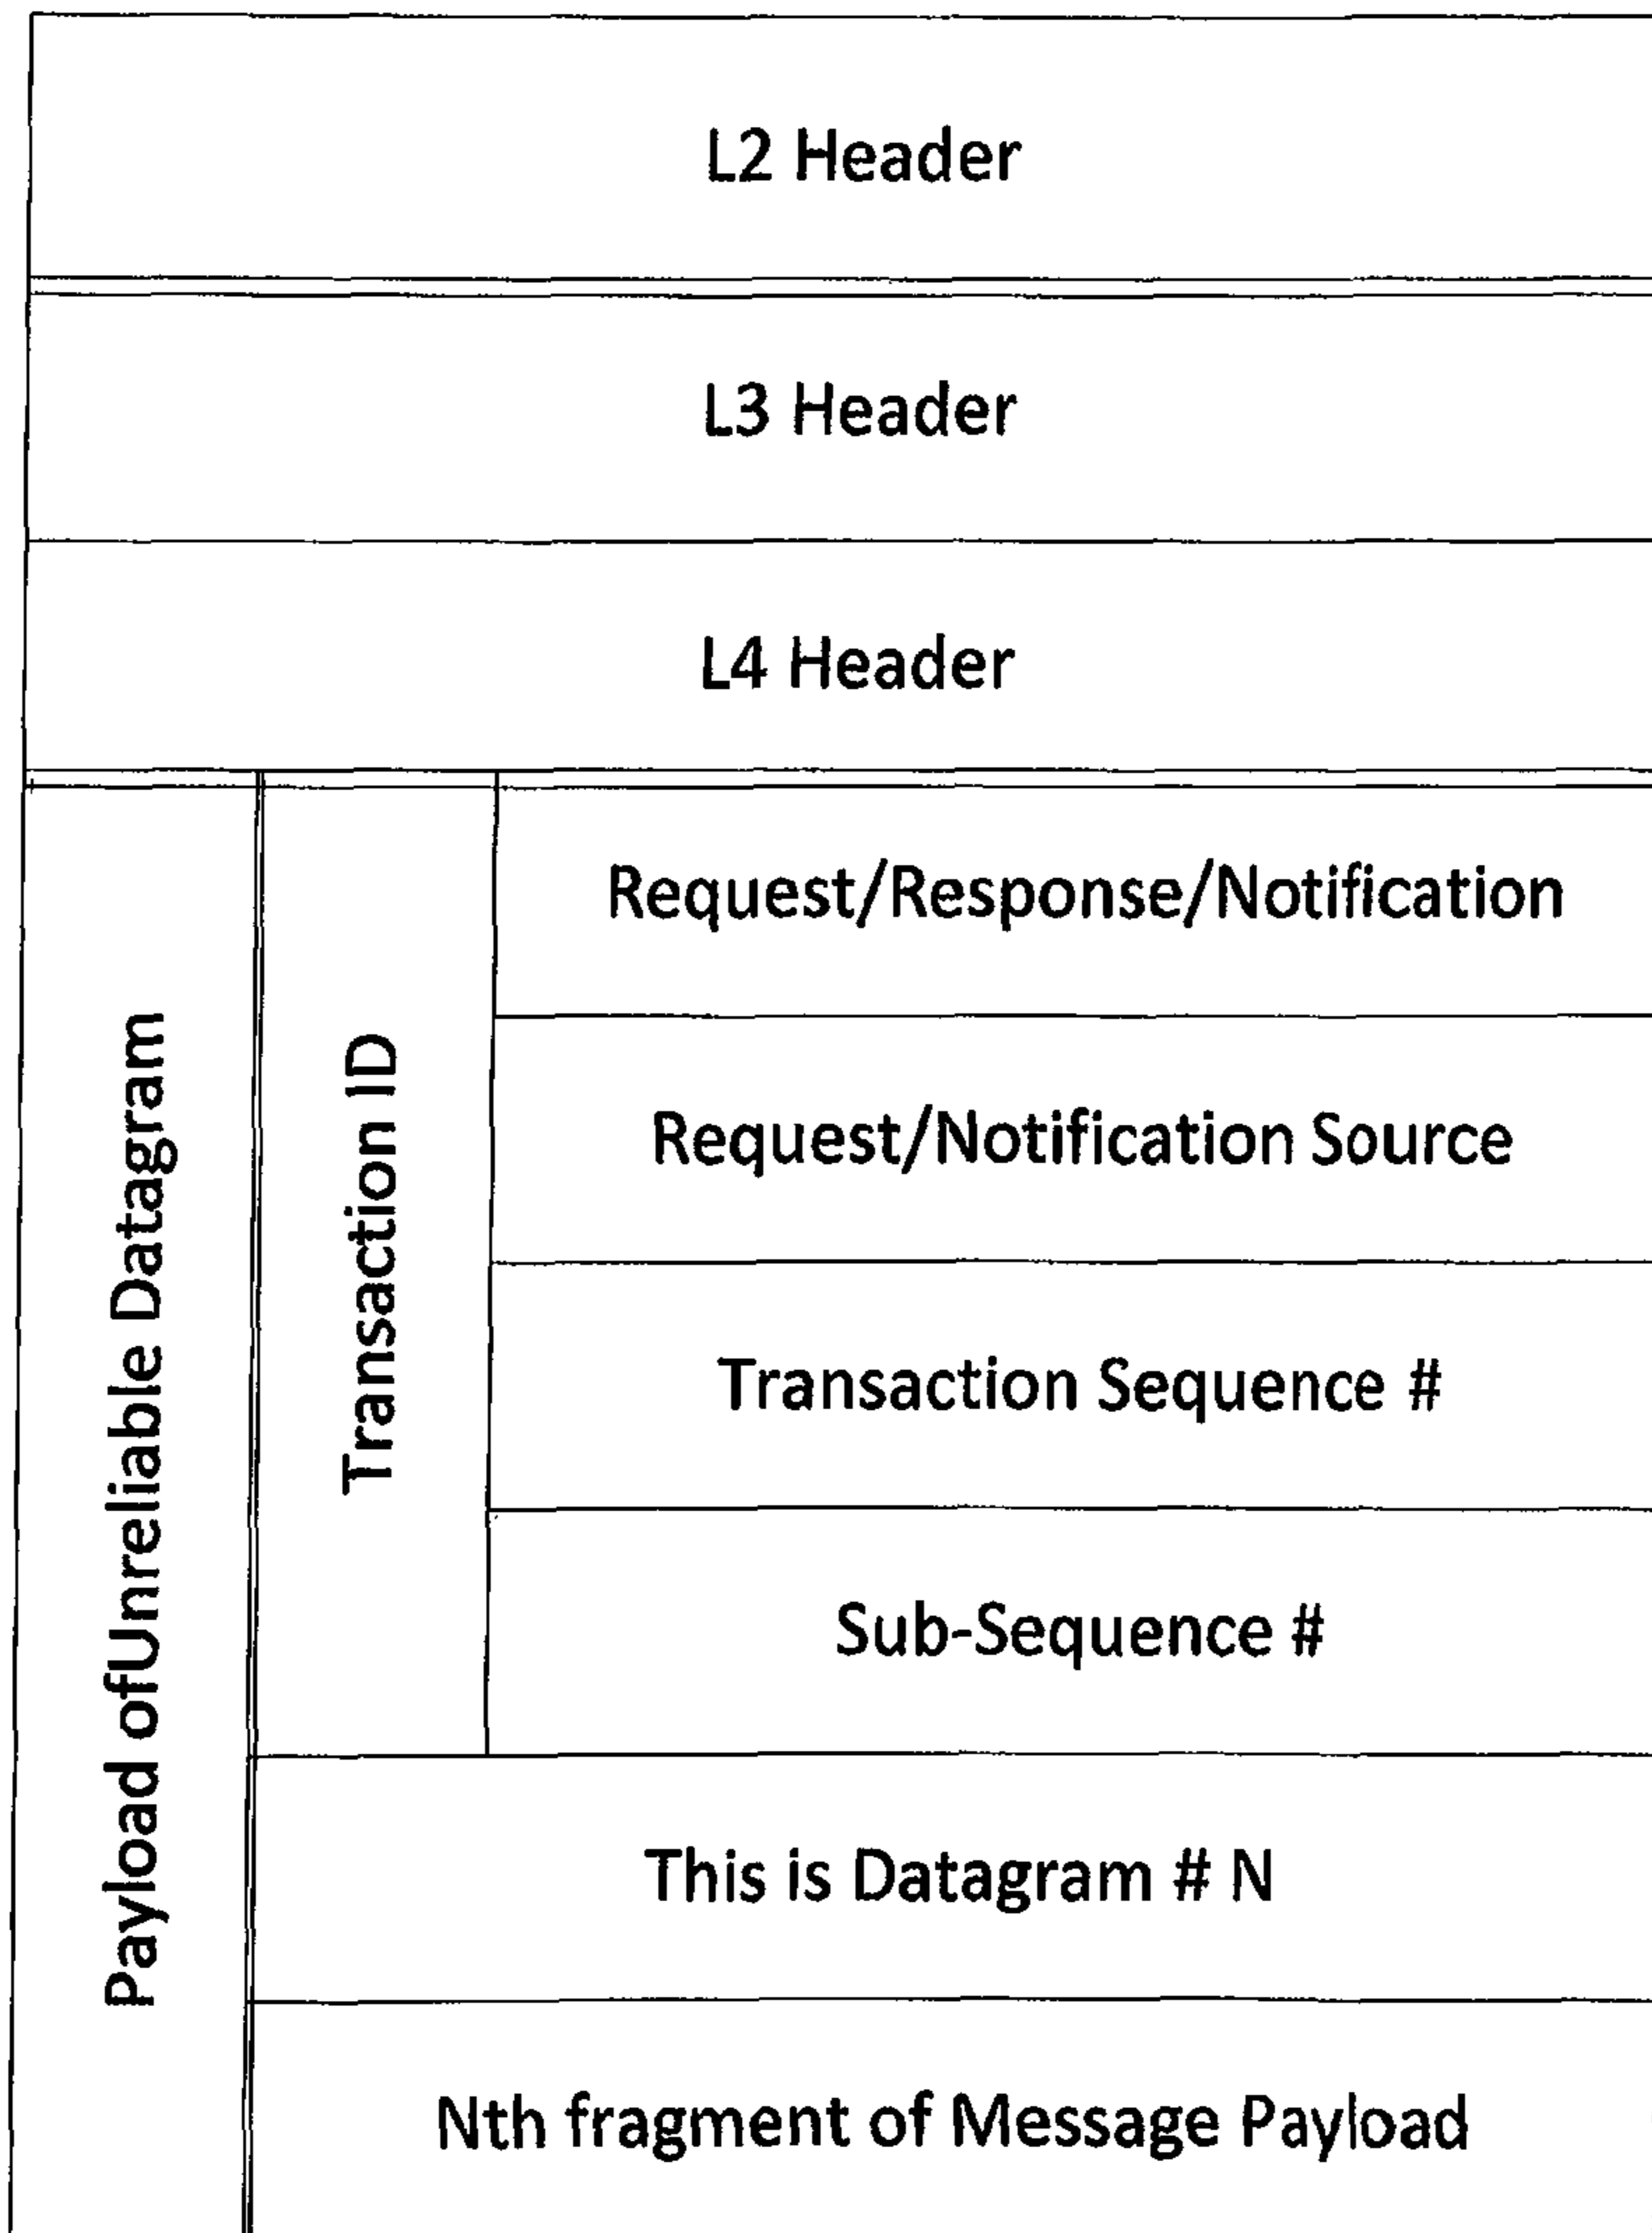 L2 Header
L3 Header
L4 Header
Payload ofUnreliable Datagram
Transaction ID
Request/Response/Notification
Request/Notification Source
Transaction Sequence #
Sub-Sequence #
This is Datagram # N
Nth fragment of Message Payload